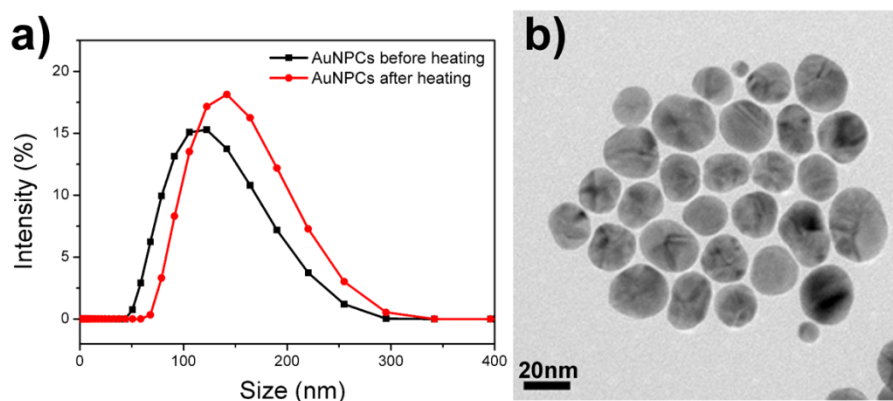 a)
AuNPCs before heating
AuNPCs after heating
20
15
10
5
0
Intensity (%)
0 100 200 300 400
Size (nm)
b)
20nm